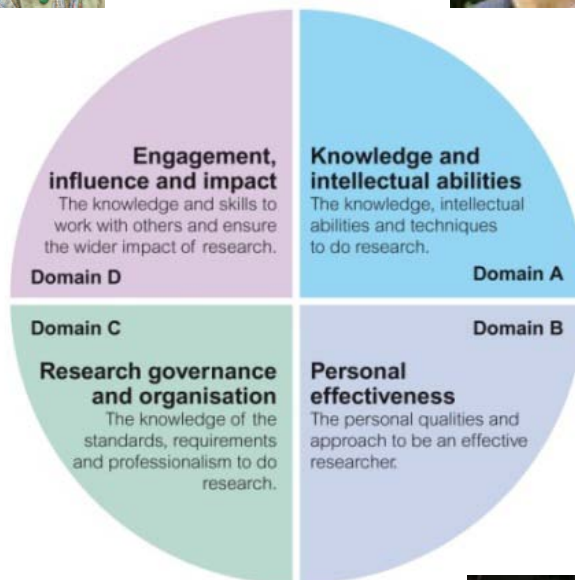 Engagement,
influence and impact
The knowledge and skills to
work with others and ensure
the wider impact of research.
Domain D
Knowledge and
intellectual abilities
The knowledge, intellectual
abilities and techniques
to do research.
Domain A
Domain C
Research governance
and organisation
The knowledge of the
standards, requirements
and professionalism to do
research.
Domain B
Personal
effectiveness
The personal qualities and
approach to be an effective
researcher.